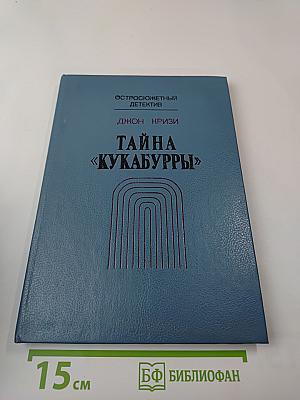 ОСТРОСЮЖЕТНЫЙ
ДЕТЕКТИВ
ДЖОН КРИЗИ
ТАЙНА
«КУКАБУРРЫ»
15 см
БФ БИБЛИОФАН